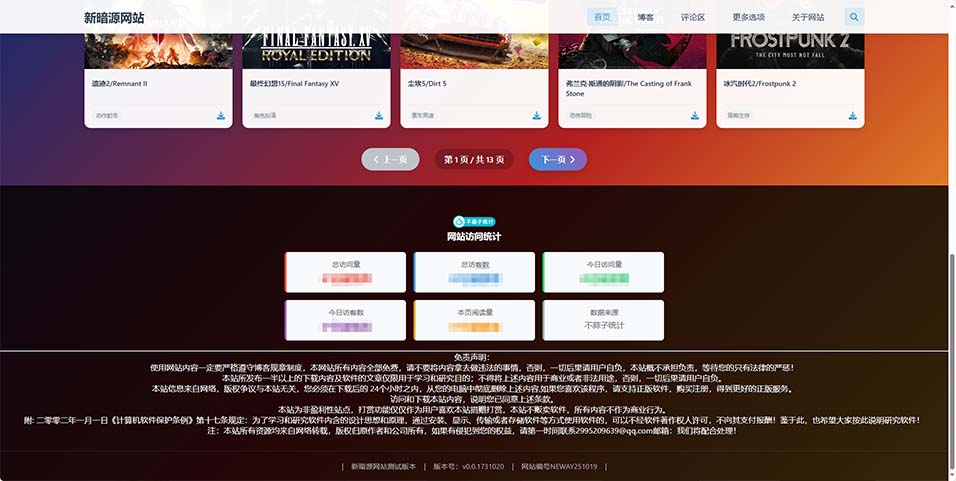 新暗源网站
首页
博客
评论区
更多选项
关于网站
FINAL FANTASY XV
ROYAL EDITION
FROSTPUNK 2
THE CITY MUST NOT FALL
遗迹2/Remnant II
最终幻想15/Final Fantasy XV
尘埃5/Dirt 5
弗兰克·斯通的阴影/The Casting of Frank
Stone
冰汽时代2/Frostpunk 2
动作射击
角色扮演
赛车竞速
恐怖冒险
策略生存
上一页
第 1 页 / 共 13 页
下一页
不蒜子统计
网站访问统计
总访问量
总访客数
今日访问量
今日访客数
本页阅读量
数据来源
不蒜子统计
免责声明：
使用网站内容一定要严格遵守博客规章制度，本网站所有内容全部免费，请不要将内容拿去做违法的事情，否则，一切后果请用户自负，本站概不承担负责，等待您的只有法律的严惩！
本站所发布一半以上的下载内容及软件的文章仅限用于学习和研究目的；不得将上述内容用于商业或者非法用途，否则，一切后果请用户自负。
本站信息来自网络，版权争议与本站无关，您必须在下载后的 24个小时之内，从您的电脑中彻底删除上述内容.如果您喜欢该程序，请支持正版软件，购买注册，得到更好的正版服务。
访问和下载本站内容，说明您已同意上述条款。
本站为非盈利性站点，打赏功能仅仅作为用户喜欢本站捐赠打赏，本站不贩卖软件，所有内容不作为商业行为。
附: 二零零二年一月一日《计算机软件保护条例》第十七条规定：为了学习和研究软件内含的设计思想和原理，通过安装、显示、传输或者存储软件等方式使用软件的，可以不经软件著作权人许可，不向其支付报酬！鉴于此，也希望大家按此说明研究软件！
注：本站所有资源均来自网络转载，版权归原作者和公司所有，如果有侵犯到您的权益，请第一时间联系2995209639@qq.com邮箱：我们将配合处理！
| 新暗源网站测试版本 | 版本号：v0.0.1731020 | 网站编号NEWAY251019 |